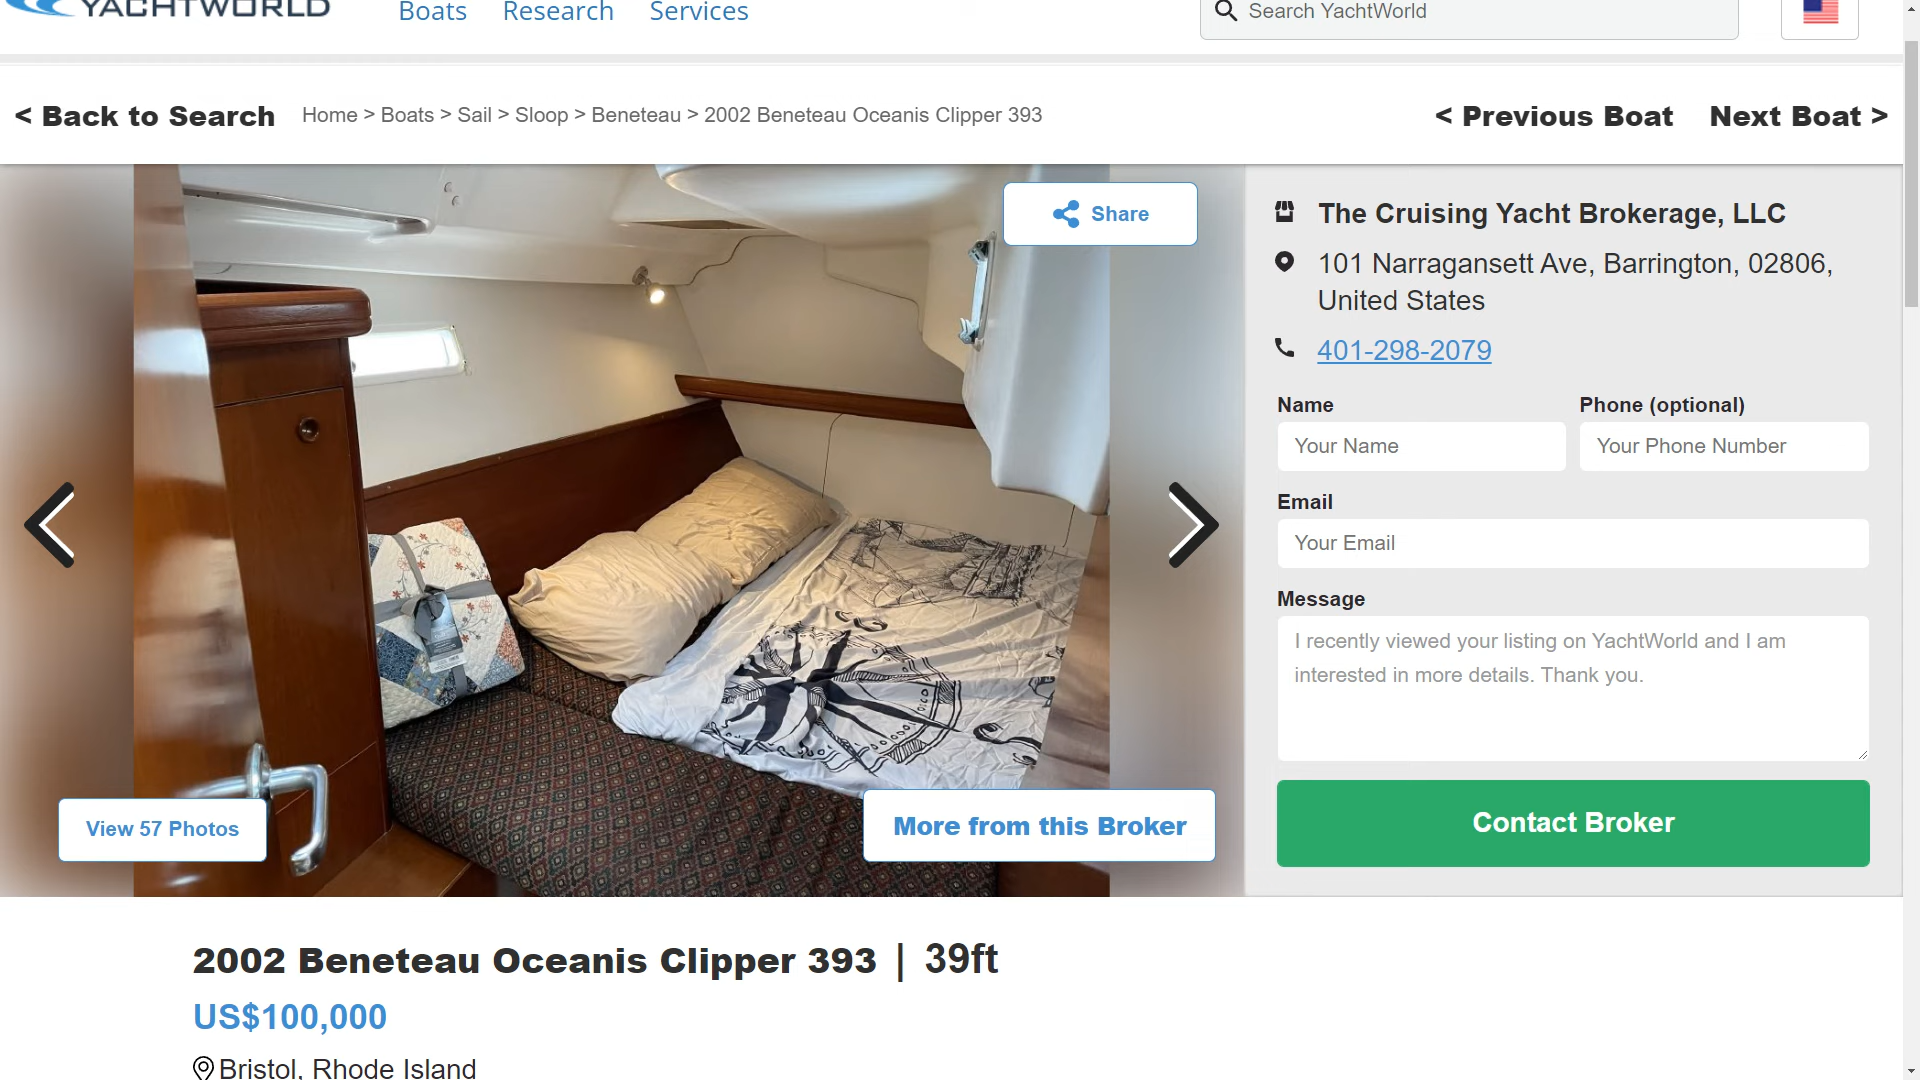 YACHTWORLD
Boats Research Services
Search YachtWorld
< Back to Search
Home > Boats > Sail > Sloop > Beneteau > 2002 Beneteau Oceanis Clipper 393
< Previous Boat Next Boat >
Share
View 57 Photos
More from this Broker
The Cruising Yacht Brokerage, LLC
101 Narragansett Ave, Barrington, 02806,
United States
401-298-2079
Name Phone (optional)
Your Name Your Phone Number
Email
Your Email
Message
I recently viewed your listing on YachtWorld and I am
interested in more details. Thank you.
Contact Broker
2002 Beneteau Oceanis Clipper 393 | 39ft
US$100,000
Bristol, Rhode Island